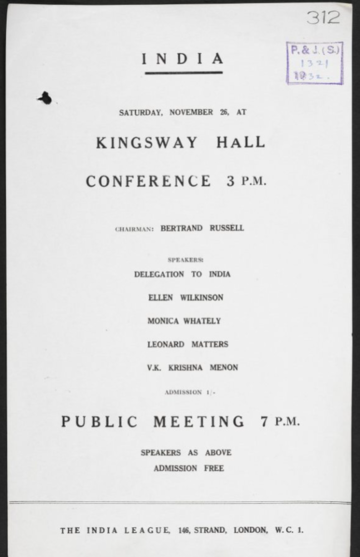 312
P. & J. (S.)
1321
1932.
INDIA
SATURDAY, NOVEMBER 26, AT
KINGSWAY HALL
CONFERENCE 3 P.M.
CHAIRMAN: BERTRAND RUSSELL
SPEAKERS:
DELEGATION TO INDIA
ELLEN WILKINSON
MONICA WHATELY
LEONARD MATTERS
V.K. KRISHNA MENON
ADMISSION 1/-
PUBLIC MEETING 7 P.M.
SPEAKERS AS ABOVE
ADMISSION FREE
THE INDIA LEAGUE, 146, STRAND, LONDON, W.C. 1.